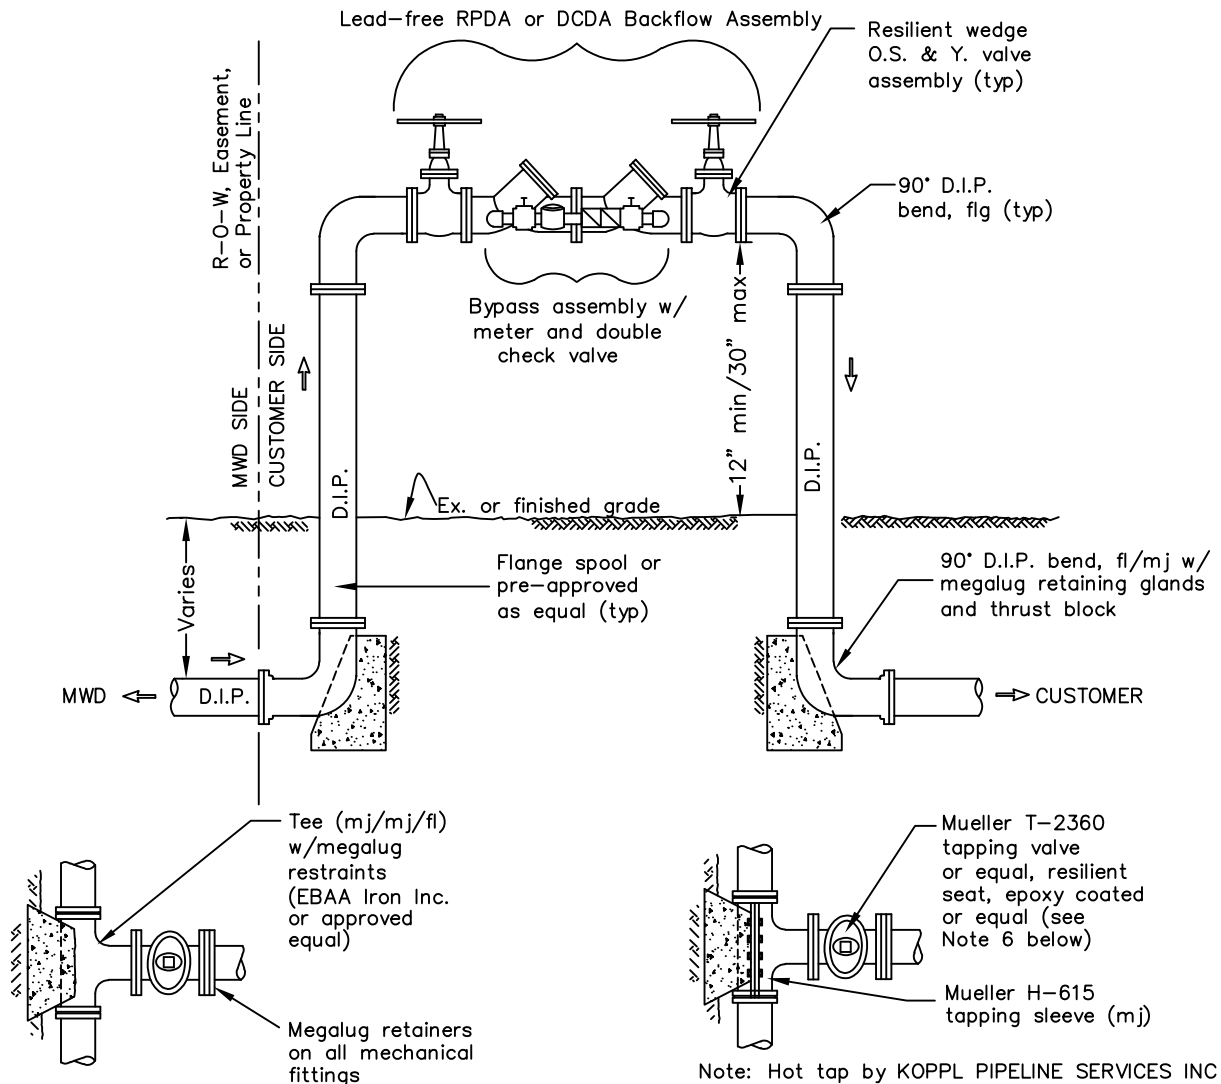 Lead-free RPDA or DCDA Backflow Assembly
Resilient wedge
O.S. & Y. valve
assembly (typ)
R-O-W, Easement,
or Property Line
90° D.I.P.
bend, flg (typ)
Bypass assembly w/
meter and double
check valve
12" min/30" max
MWD SIDE
CUSTOMER SIDE
D.I.P.
D.I.P.
Ex. or finished grade
Varies
Flange spool or
pre-approved
as equal (typ)
90° D.I.P. bend, fl/mj w/
megalug retaining glands
and thrust block
MWD
D.I.P.
CUSTOMER
Tee (mj/mj/fl)
w/megalug
restraints
(EBAA Iron Inc.
or approved
equal)
Megalug retainers
on all mechanical
fittings
Mueller T-2360
tapping valve
or equal, resilient
seat, epoxy coated
or equal (see
Note 6 below)
Mueller H-615
tapping sleeve (mj)
Note: Hot tap by KOPPL PIPELINE SERVICES INC